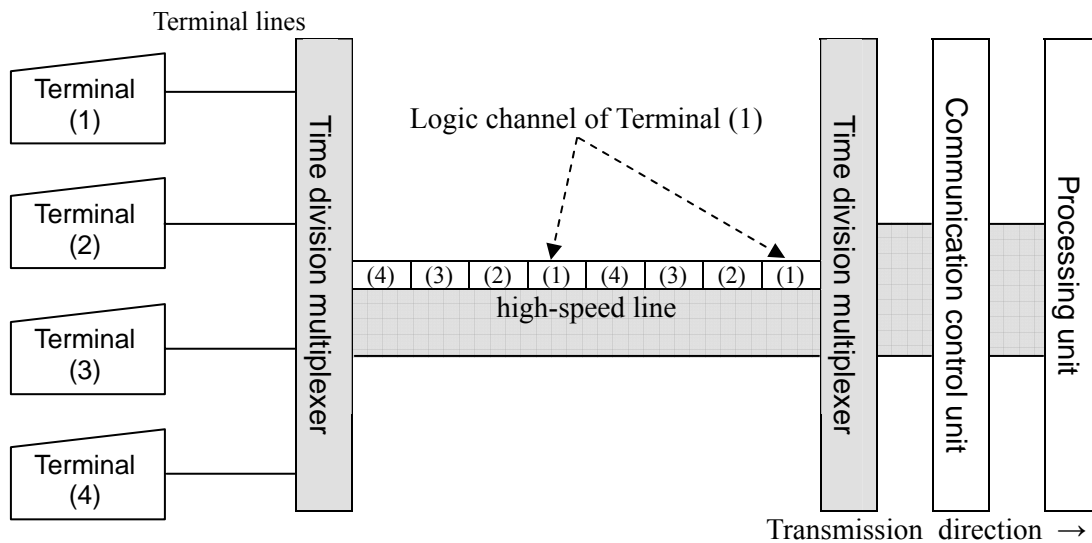 Terminal lines
Terminal
(1)
Terminal
(2)
Terminal
(3)
Terminal
(4)
Time division multiplexer
Logic channel of Terminal (1)
(4) (3) (2) (1) (4) (3) (2) (1)
high-speed line
Time division multiplexer
Communication control unit
Processing unit
Transmission direction →